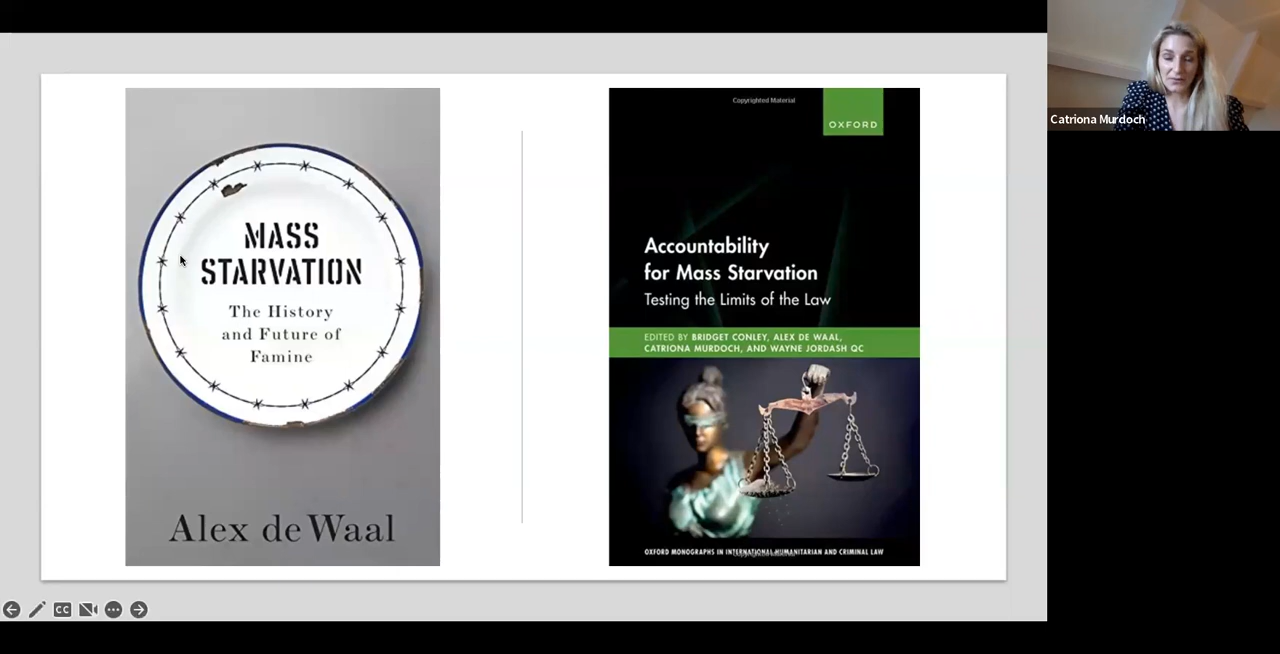 MASS
STARVATION
The History
and Future of
Famine
Alex de Waal
Copyrighted Material
OXFORD
Accountability
for Mass Starvation
Testing the Limits of the Law
EDITED BY BRIDGET CONLEY, ALEX DE WAAL,
CATRIONA MURDOCH, AND WAYNE JORDASH QC
OXFORD MONOGRAPHS IN INTERNATIONAL HUMANITARIAN AND CRIMINAL LAW
Catriona Murdoch
CC